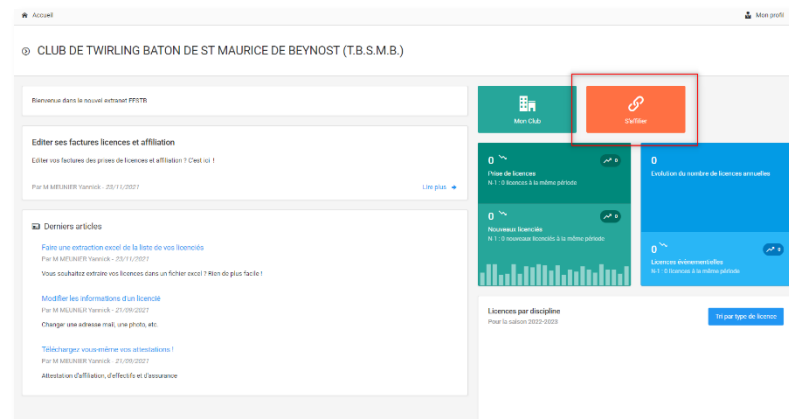 Accueil
Mon profil
CLUB DE TWIRLING BATON DE ST MAURICE DE BEYNOST (T.B.S.M.B.)
Bienvenue dans le nouvel extranet FFSTB
Mon Club
S'affilier
Editer ses factures licences et affiliation
Editer vos factures des prises de licences et affiliation ? C'est ici !
Par M MEUNIER Yannick - 23/11/2021
Lire plus
0
0
Prise de licences
N-1 : 0 licences à la même période
0
Evolution du nombre de licences annuelles
0
0
Nouveaux licenciés
N-1 : 0 nouveaux licenciés à la même période
0
0
Licences évènementielles
N-1 : 0 licences à la même période
Derniers articles
Faire une extraction excel de la liste de vos licenciés
Par M MEUNIER Yannick - 23/11/2021
Vous souhaitez extraire vos licences dans un fichier excel ? Rien de plus facile !
Modifier les informations d'un licencié
Par M MEUNIER Yannick - 21/09/2021
Changer une adresse mail, une photo, etc.
Téléchargez vous-même vos attestations !
Par M MEUNIER Yannick - 21/09/2021
Attestation d'affiliation, d'effectifs et d'assurance
Licences par discipline
Pour la saison 2022-2023
Tri par type de licence